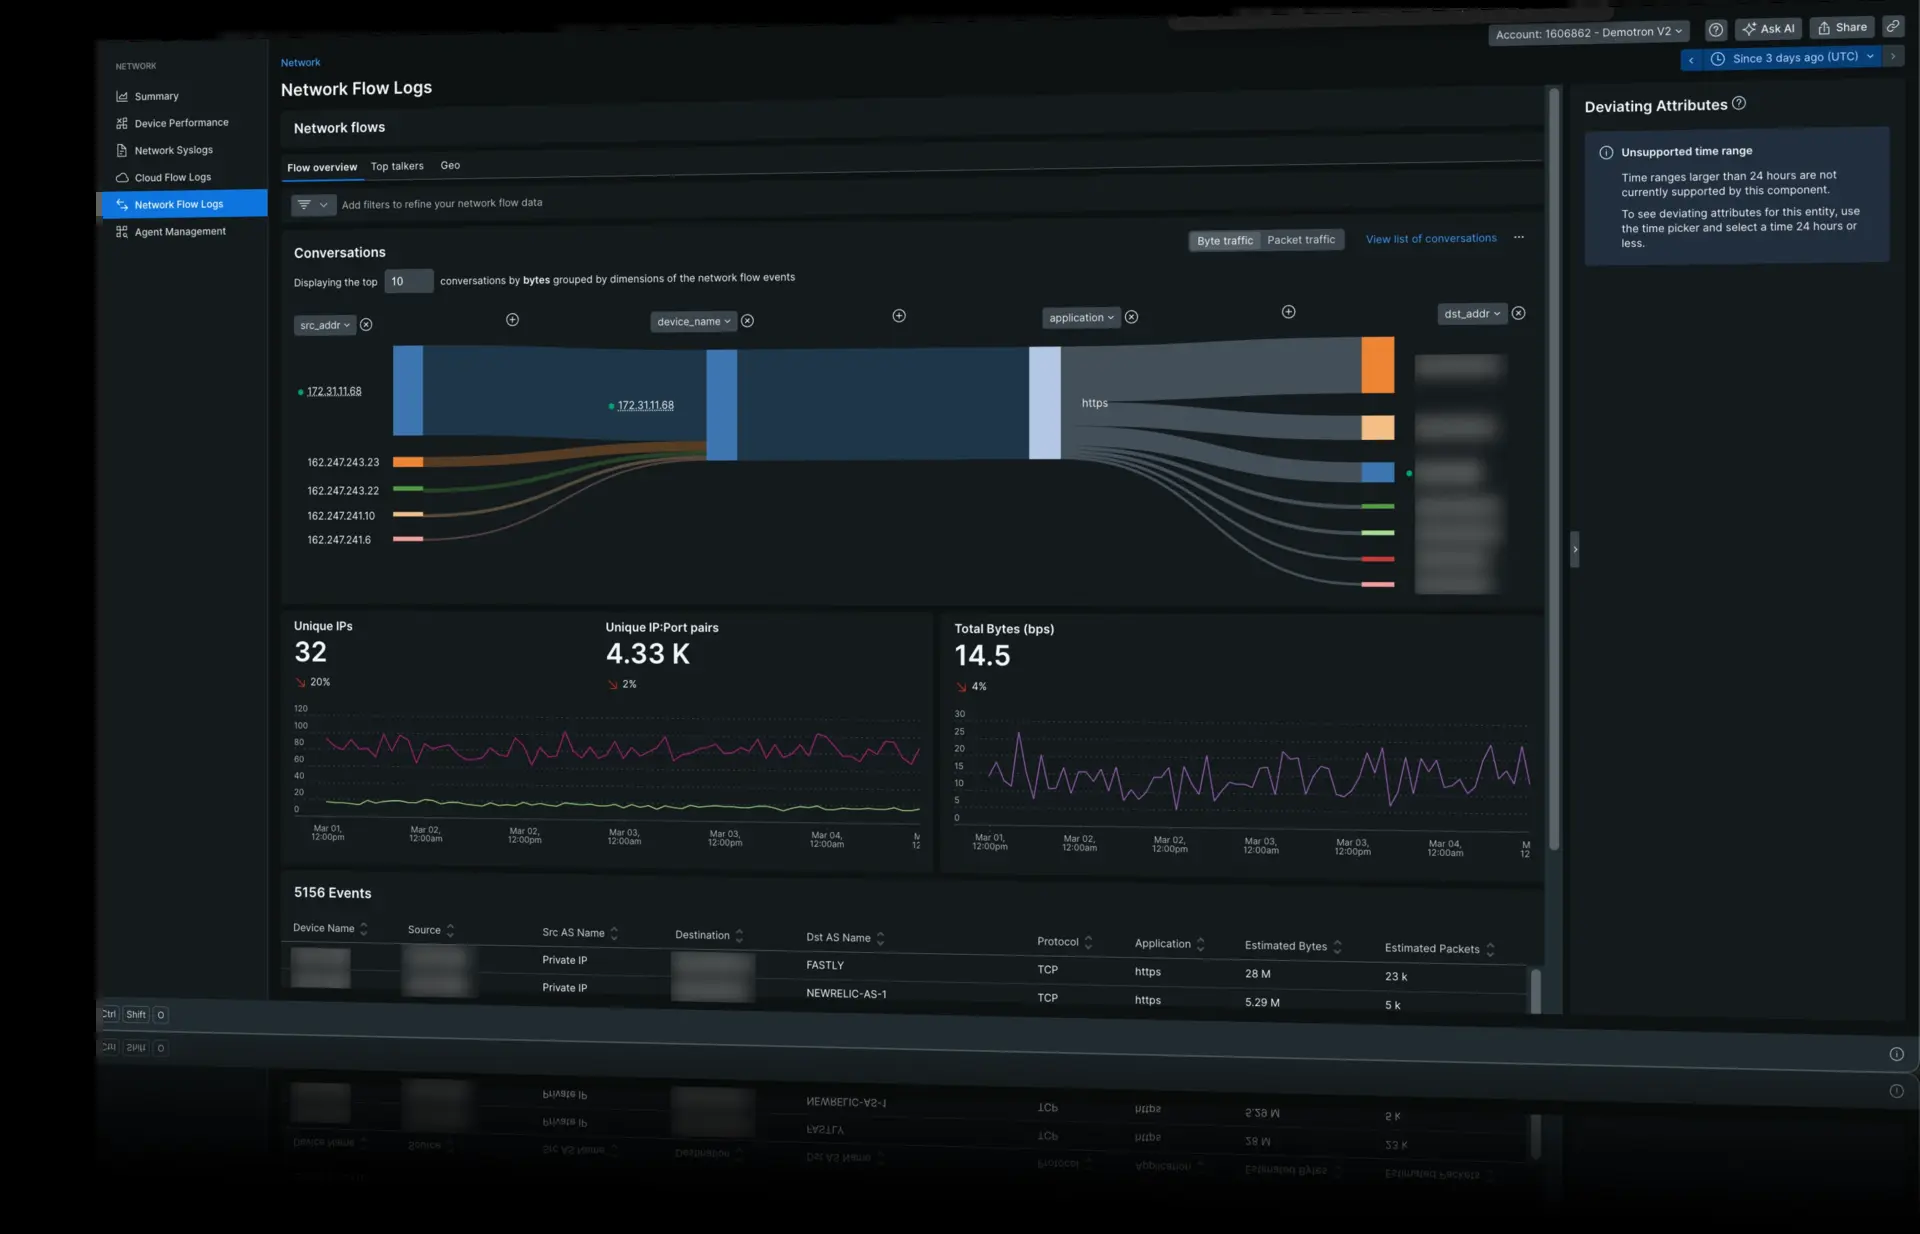 Account: 1606862 - Demotron V2
Ask AI
Share
Since 3 days ago (UTC)
NETWORK
Summary
Device Performance
Network Syslogs
Cloud Flow Logs
Network Flow Logs
Agent Management
Network
Network Flow Logs
Network flows
Flow overview
Top talkers
Geo
Add filters to refine your network flow data
Conversations
Byte traffic
Packet traffic
View list of conversations
Displaying the top 10 conversations by bytes grouped by dimensions of the network flow events
src_addr
device_name
application
dst_addr
172.31.11.68
162.247.243.23
162.247.243.22
162.247.241.10
162.247.241.6
172.31.11.68
https
Unique IPs
32
20%
Unique IP:Port pairs
4.33 K
2%
120
100
80
60
40
20
0
Mar 01,
12:00pm
Mar 02,
12:00am
Mar 02,
12:00pm
Mar 03,
12:00am
Mar 03,
12:00pm
Mar 04,
12:00am
M
12
Total Bytes (bps)
14.5
4%
30
25
20
15
10
5
0
Mar 01,
12:00pm
Mar 02,
12:00am
Mar 02,
12:00pm
Mar 03,
12:00am
Mar 03,
12:00pm
Mar 04,
12:00am
M
12
5156 Events
Device Name Source Src AS Name Destination Dst AS Name Protocol Application Estimated Bytes Estimated Packets
Private IP FASTLY TCP https 28 M 23 k
Private IP NEWRELIC-AS-1 TCP https 5.29 M 5 k
Deviating Attributes
Unsupported time range
Time ranges larger than 24 hours are not
currently supported by this component.
To see deviating attributes for this entity, use
the time picker and select a time 24 hours or
less.
Ctrl Shift O